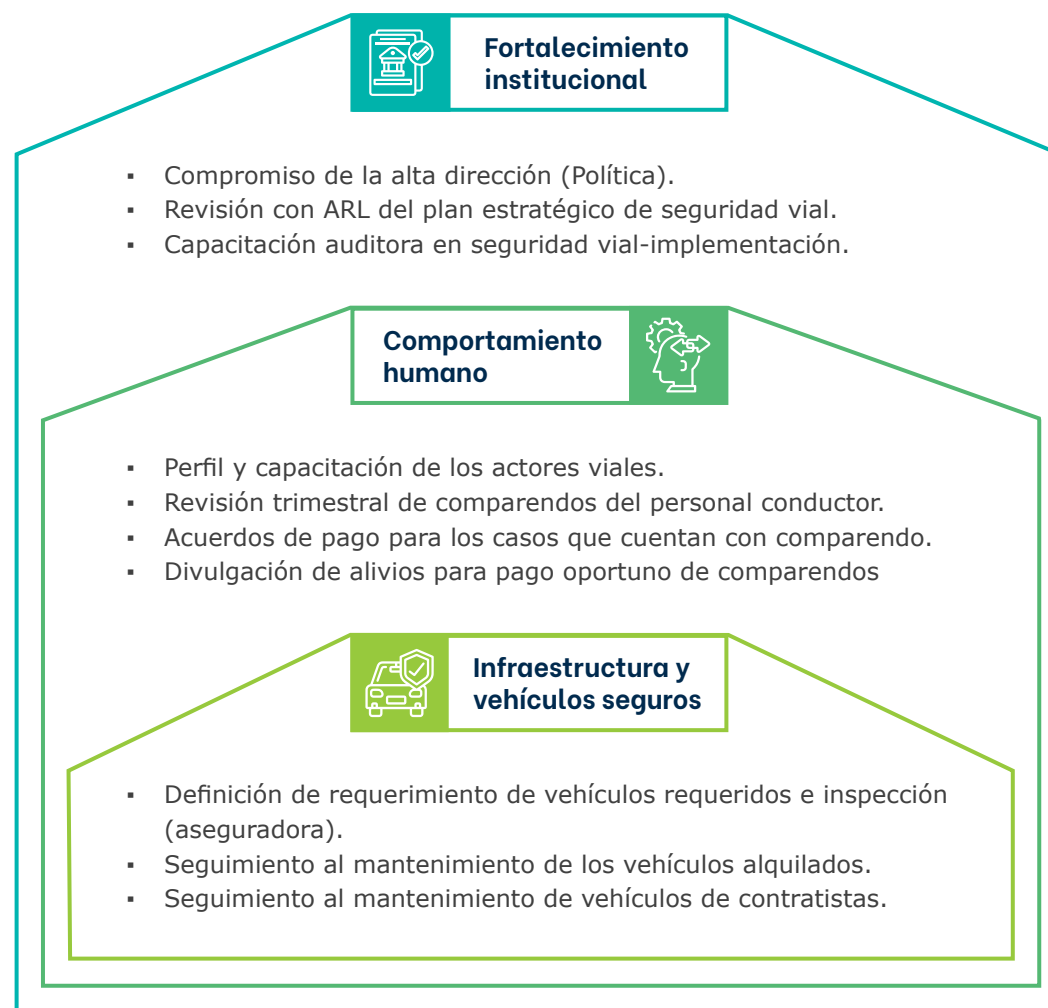 Fortalecimiento
institucional
▪ Compromiso de la alta dirección (Política).
▪ Revisión con ARL del plan estratégico de seguridad vial.
▪ Capacitación auditora en seguridad vial-implementación.
Comportamiento
humano
▪ Perfil y capacitación de los actores viales.
▪ Revisión trimestral de comparendos del personal conductor.
▪ Acuerdos de pago para los casos que cuentan con comparendo.
▪ Divulgación de alivios para pago oportuno de comparendos
Infraestructura y
vehículos seguros
▪ Definición de requerimiento de vehículos requeridos e inspección
(aseguradora).
▪ Seguimiento al mantenimiento de los vehículos alquilados.
▪ Seguimiento al mantenimiento de vehículos de contratistas.